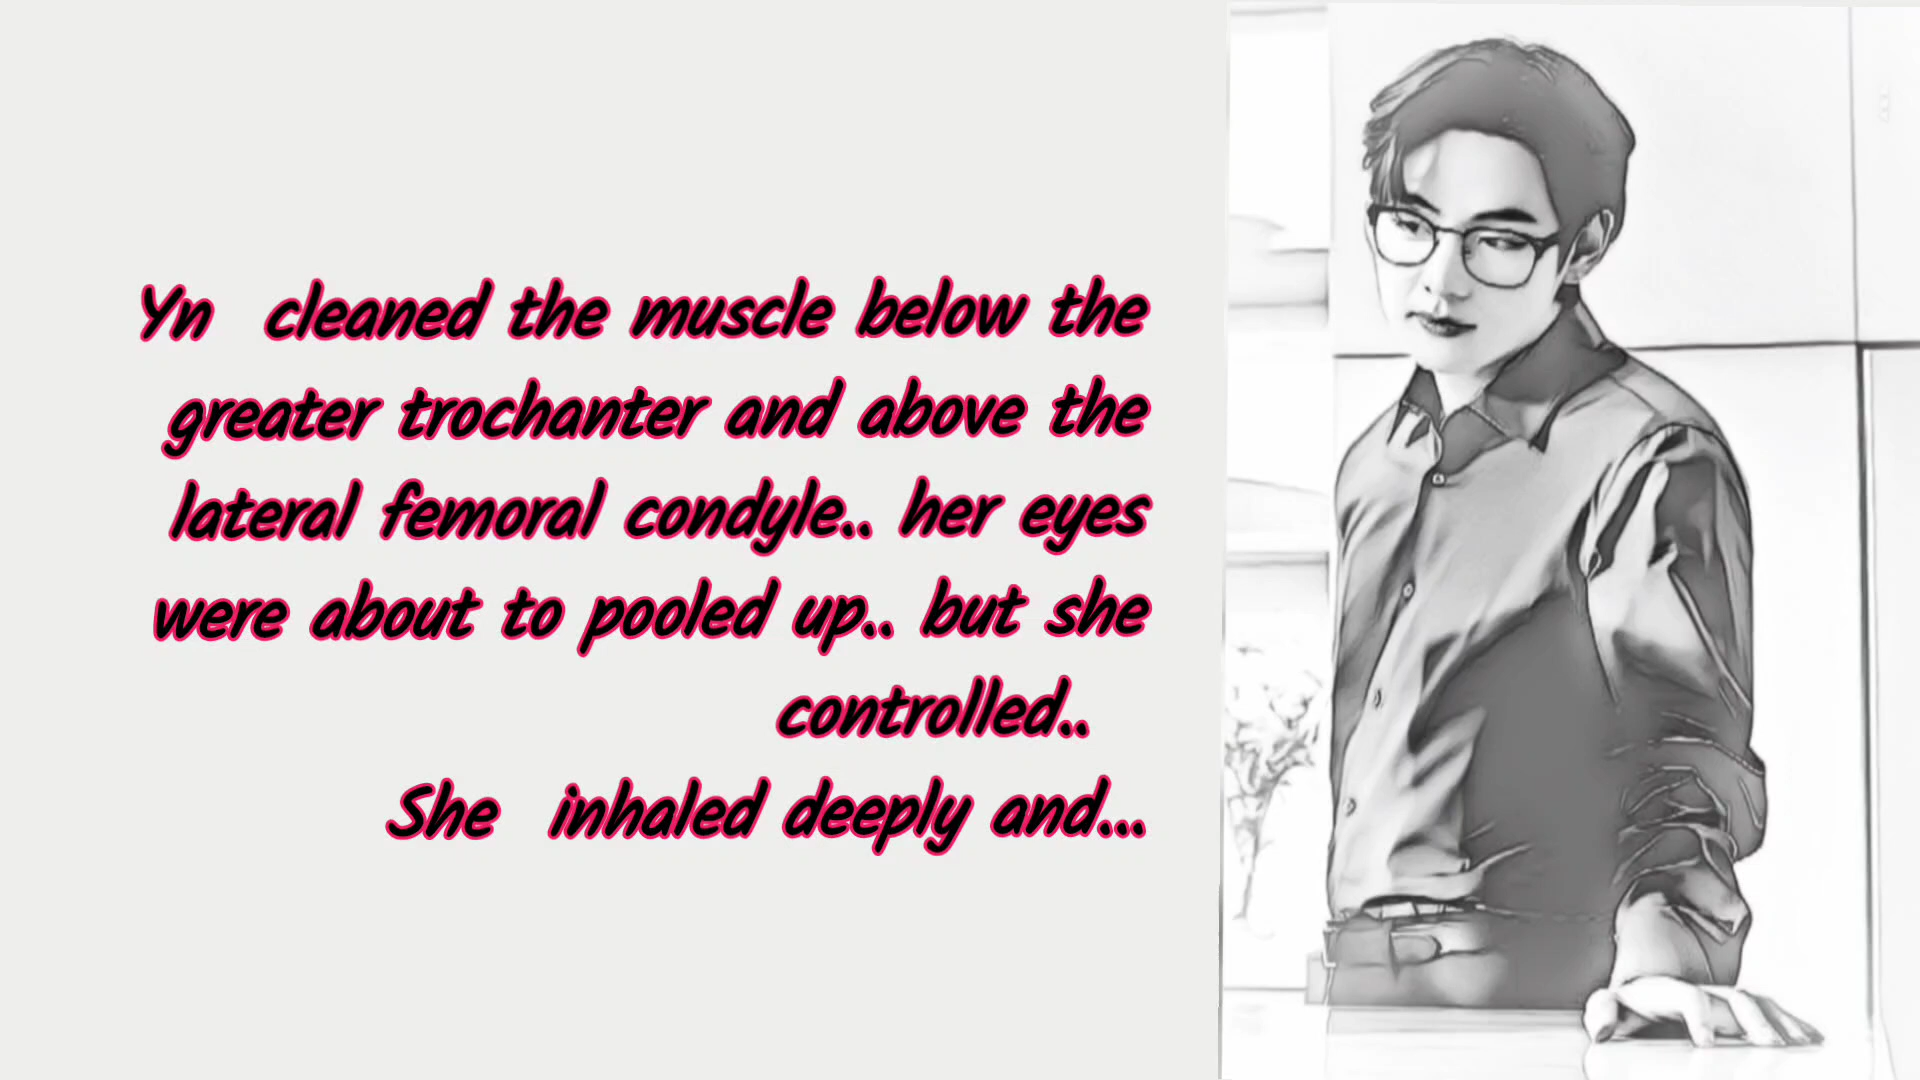 Yn cleaned the muscle below the
greater trochanter and above the
lateral femoral condyle.. her eyes
were about to pooled up.. but she
controlled..
She inhaled deeply and...